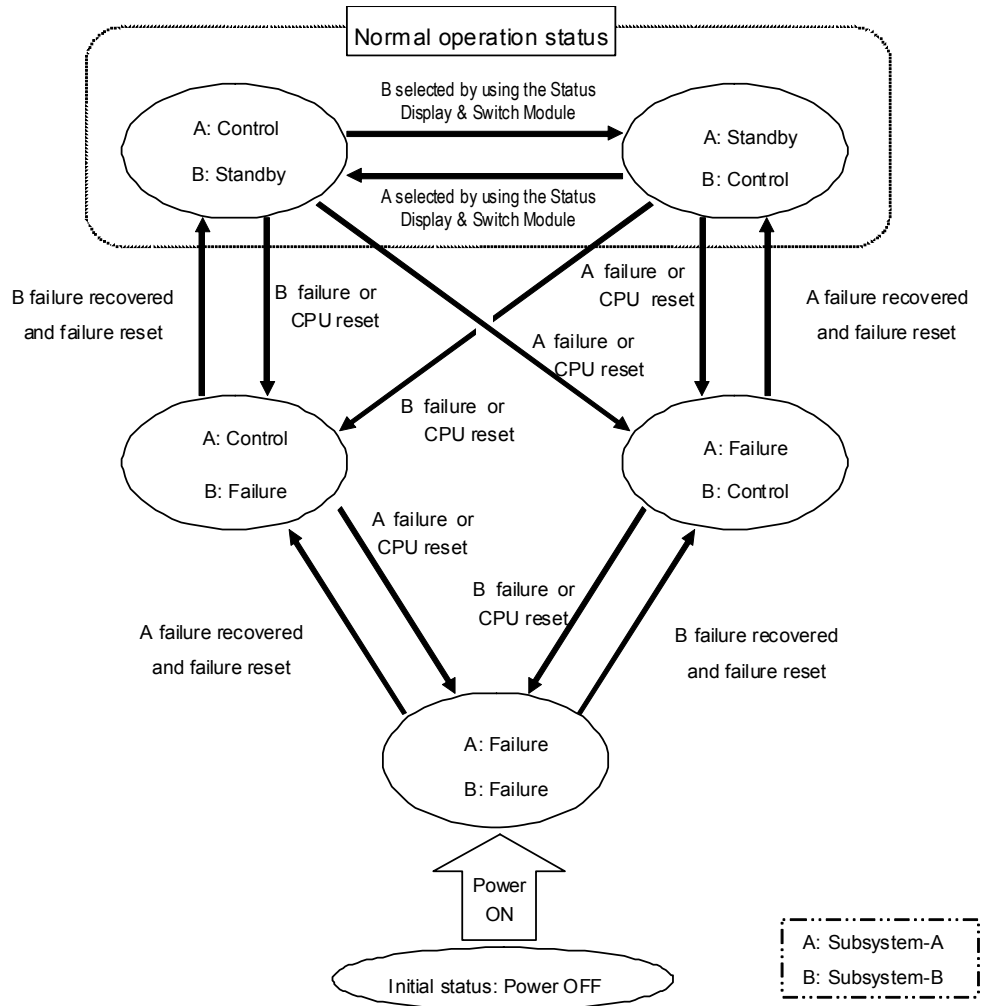 Normal operation status
B selected by using the Status
Display & Switch Module
A: Control
B: Standby
A: Standby
B: Control
A selected by using the Status
Display & Switch Module
B failure recovered
and failure reset
B failure or
CPU reset
A failure or
CPU reset
A failure recovered
and failure reset
A failure or
CPU reset
B failure or
CPU reset
A: Control
B: Failure
A: Failure
B: Control
A failure or
CPU reset
B failure or
CPU reset
A failure recovered
and failure reset
B failure recovered
and failure reset
A: Failure
B: Failure
Power
ON
Initial status: Power OFF
A: Subsystem-A
B: Subsystem-B